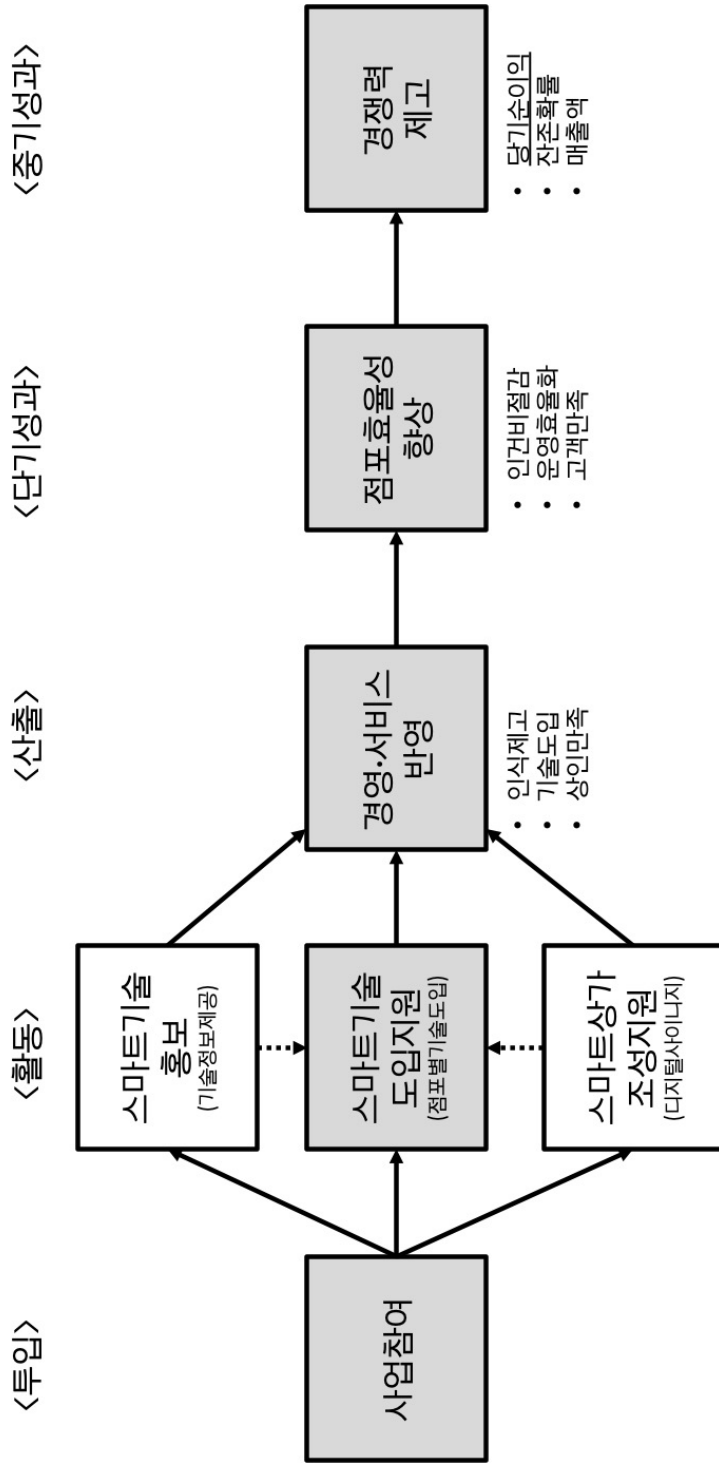 <투입>
<활동>
<산출>
<단기성과>
<중기성과>
사업참여
스마트기술
홍보
(기술정보제공)
스마트기술
도입지원
(점포별기술도입)
스마트상가
조성지원
(디지털사이니지)
경영·서비스
반영
• 인식제고
• 기술도입
• 상인만족
점포효율성
향상
• 인건비절감
• 운영효율화
• 고객만족
경쟁력
제고
• 당기순이익
• 잔존확률
• 매출액